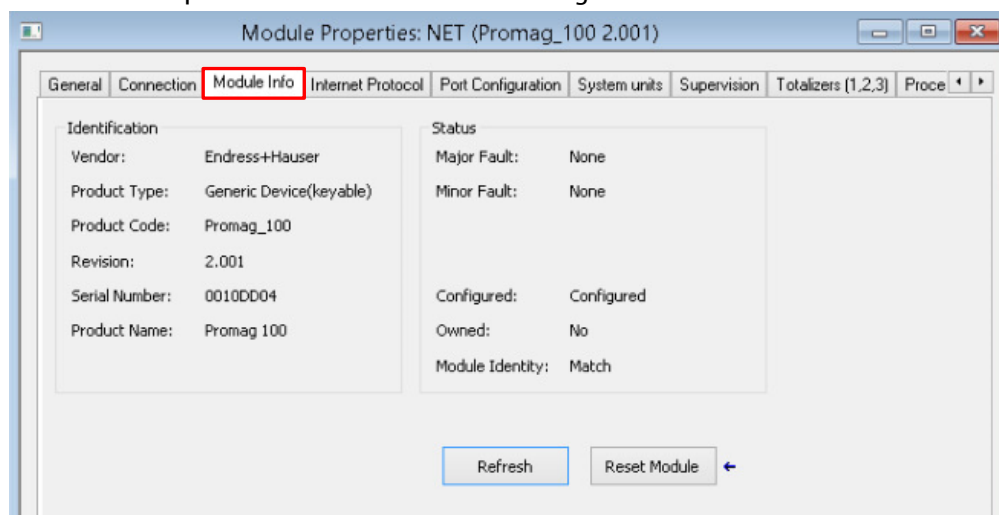 Module Properties: NET (Promag_100 2.001)
General Connection Module Info Internet Protocol Port Configuration System units Supervision Totalizers (1,2,3) Proce
Identification
Vendor: Endress+Hauser
Product Type: Generic Device(keyable)
Product Code: Promag_100
Revision: 2.001
Serial Number: 0010DD04
Product Name: Promag 100
Status
Major Fault: None
Minor Fault: None
Configured: Configured
Owned: No
Module Identity: Match
Refresh Reset Module